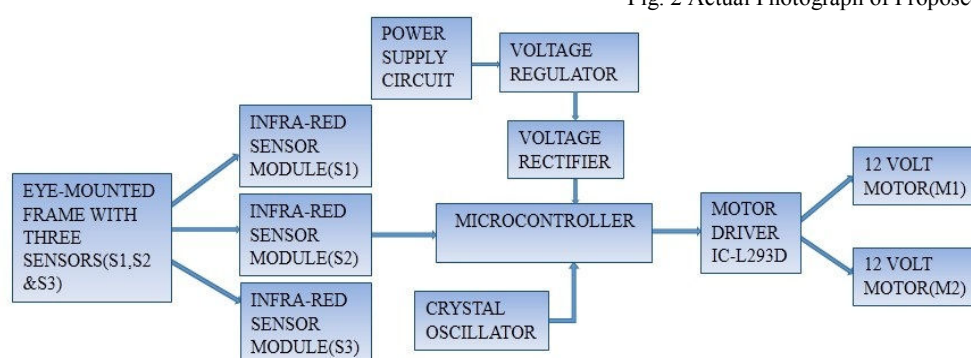 Fig. 2 Actual Photograph of Propose
POWER
SUPPLY
CIRCUIT
VOLTAGE
REGULATOR
INFRA-RED
SENSOR
MODULE(S1)
VOLTAGE
RECTIFIER
EYE-MOUNTED
FRAME WITH
THREE
SENSORS(S1,S2
&S3)
INFRA-RED
SENSOR
MODULE(S2)
MICROCONTROLLER
MOTOR
DRIVER
IC-L293D
12 VOLT
MOTOR(M1)
12 VOLT
MOTOR(M2)
INFRA-RED
SENSOR
MODULE(S3)
CRYSTAL
OSCILLATOR